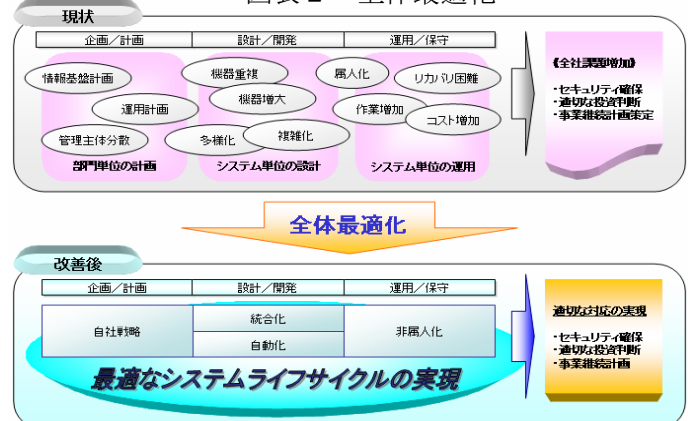 図表2 全体最適化
現状
企画/計画
設計/開発
運用/保守
情報基盤計画
運用計画
管理主体分散
部門単位の計画
機器重複
機器増大
多様化
複雑化
システム単位の設計
属人化
リカバリ困難
作業増加
コスト増加
システム単位の運用
《全社課題増加》
・セキュリティ確保
・適切な投資判断
・事業継続計画策定
全体最適化
改善後
企画/計画
設計/開発
運用/保守
自社戦略
統合化
自動化
非属人化
最適なシステムライフサイクルの実現
適切な対応の実現
・セキュリティ確保
・適切な投資判断
・事業継続計画